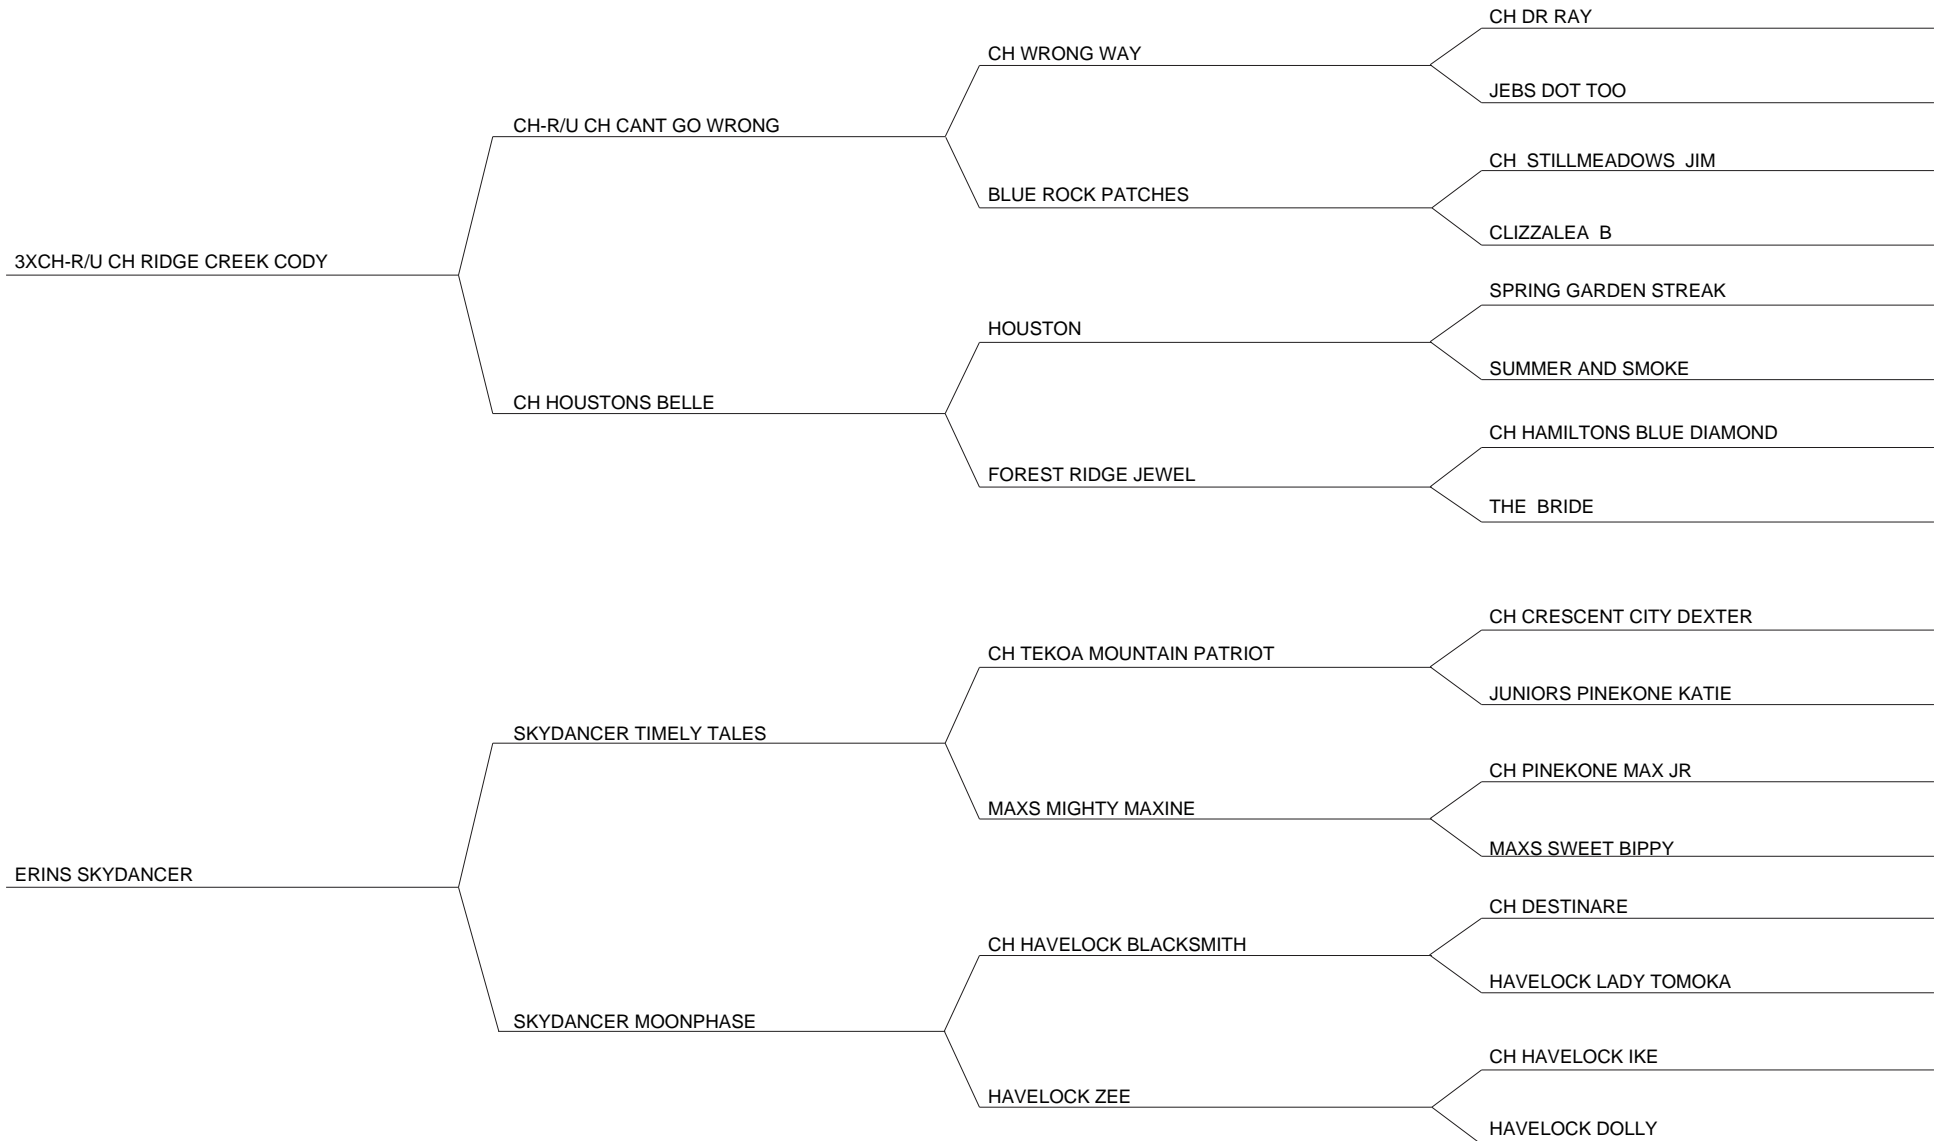 CH DR RAY
CH WRONG WAY
JEBS DOT TOO
CH-R/U CH CANT GO WRONG
CH  STILLMEADOWS  JIM
BLUE ROCK PATCHES
CLIZZALEA  B
3XCH-R/U CH RIDGE CREEK CODY
SPRING GARDEN STREAK
HOUSTON
SUMMER AND SMOKE
CH HOUSTONS BELLE
CH HAMILTONS BLUE DIAMOND
FOREST RIDGE JEWEL
THE  BRIDE
CH CRESCENT CITY DEXTER
CH TEKOA MOUNTAIN PATRIOT
JUNIORS PINEKONE KATIE
SKYDANCER TIMELY TALES
CH PINEKONE MAX JR
MAXS MIGHTY MAXINE
MAXS SWEET BIPPY
ERINS SKYDANCER
CH DESTINARE
CH HAVELOCK BLACKSMITH
HAVELOCK LADY TOMOKA
SKYDANCER MOONPHASE
CH HAVELOCK IKE
HAVELOCK ZEE
HAVELOCK DOLLY